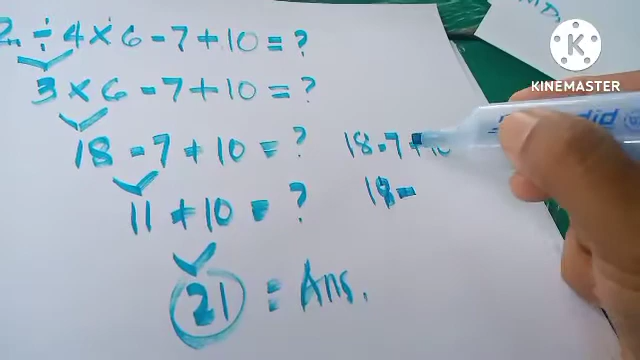 ÷ 4 × 6 - 7 + 10 = ?
3 × 6 - 7 + 10 = ?
18 - 7 + 10 = ?
11 + 10 = ?
21 = Ans.
18 - 7 + 10
18 -
KINEMASTER